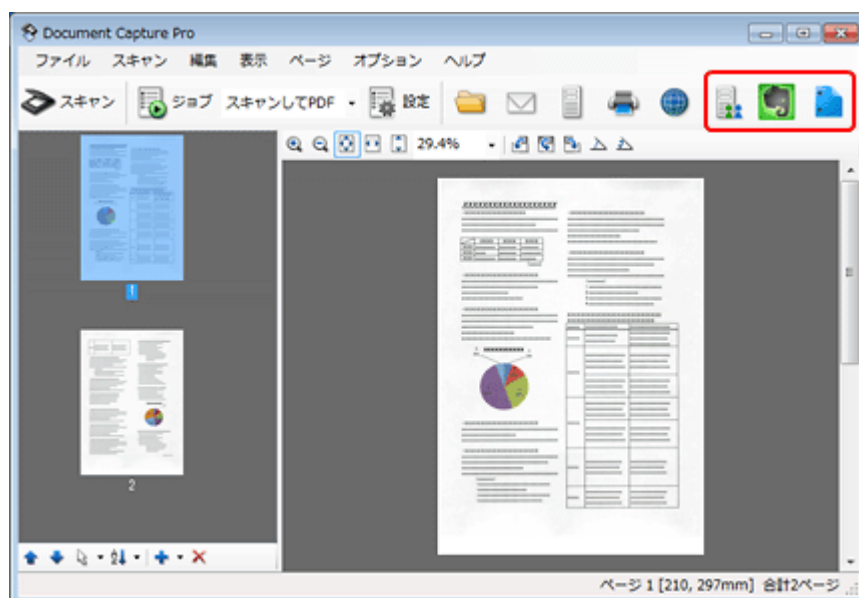 Document Capture Pro
ファイル スキャン 編集 表示 ページ オプション ヘルプ
スキャン ジョブ スキャンしてPDF 設定
29.4%
1
2
ページ 1 [210, 297mm] 合計2ページ